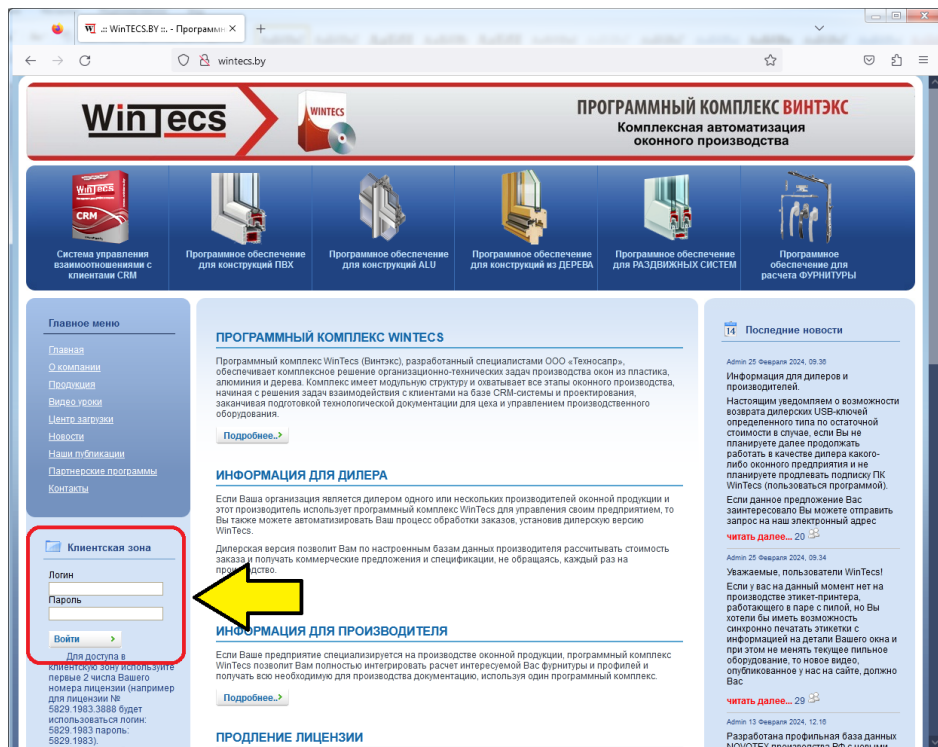 .:: WinTECS.BY ::. - Программн
wintecs.by
WinTecs
WINTECS
ПРОГРАММНЫЙ КОМПЛЕКС ВИНТЭКС
Комплексная автоматизация
оконного производства
WinTecs
CRM
Система управления
взаимоотношениями с
клиентами CRM
Программное обеспечение
для конструкций ПВХ
Программное обеспечение
для конструкций ALU
Программное обеспечение
для конструкций из ДЕРЕВА
Программное обеспечение
для РАЗДВИЖНЫХ СИСТЕМ
Программное
обеспечение для
расчета ФУРНИТУРЫ
Главное меню
Главная
О компании
Продукция
Видео уроки
Центр загрузки
Новости
Наши публикации
Партнерские программы
Контакты
Клиентская зона
Логин
Пароль
Войти
Для доступа в
клиентскую зону используйте
первые 2 числа Вашего
номера лицензии (например
для лицензии №
5829.1983.3888 будет
использоваться логин:
5829.1983 пароль:
5829.1983).
ПРОГРАММНЫЙ КОМПЛЕКС WINTECS
Программный комплекс WinTecs (Винтэкс), разработанный специалистами ООО «Техносапр»,
обеспечивает комплексное решение организационно-технических задач производства окон из пластика,
алюминия и дерева. Комплекс имеет модульную структуру и охватывает все этапы оконного производства,
начиная с решения задач взаимодействия с клиентами на базе CRM-системы и проектирования,
заканчивая подготовкой технологической документации для цеха и управлением производственного
оборудования.
Подробнее..
ИНФОРМАЦИЯ ДЛЯ ДИЛЕРА
Если Ваша организация является дилером одного или нескольких производителей оконной продукции и
этот производитель использует программный комплекс WinTecs для управления своим предприятием, то
Вы также можете автоматизировать Ваш процесс обработки заказов, установив дилерскую версию
WinTecs.
Дилерская версия позволит Вам по настроенным базам данных производителя рассчитывать стоимость
заказа и получать коммерческие предложения и спецификации, не обращаясь, каждый раз на
производство.
ИНФОРМАЦИЯ ДЛЯ ПРОИЗВОДИТЕЛЯ
Если Ваше предприятие специализируется на производстве оконной продукции, программный комплекс
WinTecs позволит Вам полностью интегрировать расчет интересуемой Вас фурнитуры и профилей и
получать всю необходимую для производства документацию, используя один программный комплекс.
Подробнее..
ПРОДЛЕНИЕ ЛИЦЕНЗИИ
14
Последние новости
Admin 25 Февраля 2024, 09.36
Информация для дилеров и
производителей.
Настоящим уведомляем о возможности
возврата дилерских USB-ключей
определенного типа по остаточной
стоимости в случае, если Вы не
планируете далее продолжать
работать в качестве дилера какого-
либо оконного предприятия и не
планируете продлевать подписку ПК
WinTecs (пользоваться программой).
Если данное предложение Вас
заинтересовало Вы можете отправить
запрос на наш электронный адрес
читать далее... 20
Admin 25 Февраля 2024, 09.34
Уважаемые, пользователи WinTecs!
Если у вас на данный момент нет на
производстве этикет-принтера,
работающего в паре с пилой, но Вы
хотели бы иметь возможность
синхронно печатать этикетки с
информацией на детали Вашего окна и
при этом не менять текущее пильное
оборудование, то новое видео,
опубликованное у нас на сайте, должно
Вас
читать далее... 29
Admin 13 Февраля 2024, 12.16
Разработана профильная база данных
NOVOTEX производства РФ с новыми